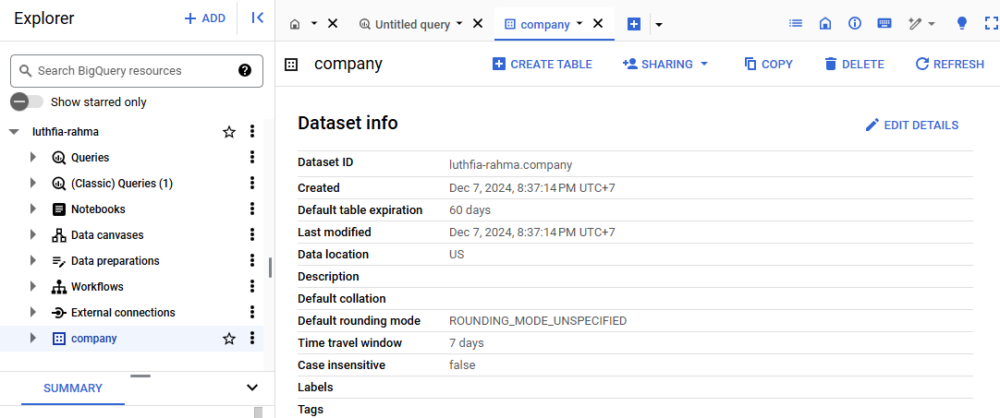 Explorer
+ ADD
Search BigQuery resources
?
Show starred only
luthfia-rahma
Queries
(Classic) Queries (1)
Notebooks
Data canvases
Data preparations
Workflows
External connections
company
SUMMARY
Untitled query
company
company
CREATE TABLE
SHARING
COPY
DELETE
REFRESH
Dataset info
EDIT DETAILS
Dataset ID luthfia-rahma.company
Created Dec 7, 2024, 8:37:14 PM UTC+7
Default table expiration 60 days
Last modified Dec 7, 2024, 8:37:14 PM UTC+7
Data location US
Description
Default collation
Default rounding mode ROUNDING_MODE_UNSPECIFIED
Time travel window 7 days
Case insensitive false
Labels
Tags